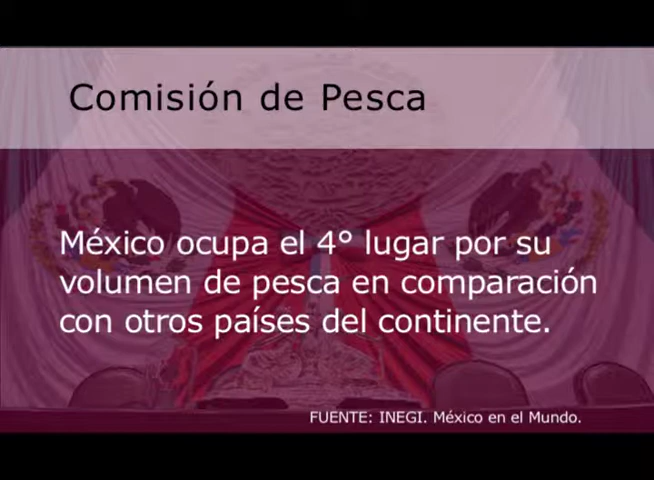 Comisión de Pesca
México ocupa el 4° lugar por su
volumen de pesca en comparación
con otros países del continente.
FUENTE: INEGI. México en el Mundo.